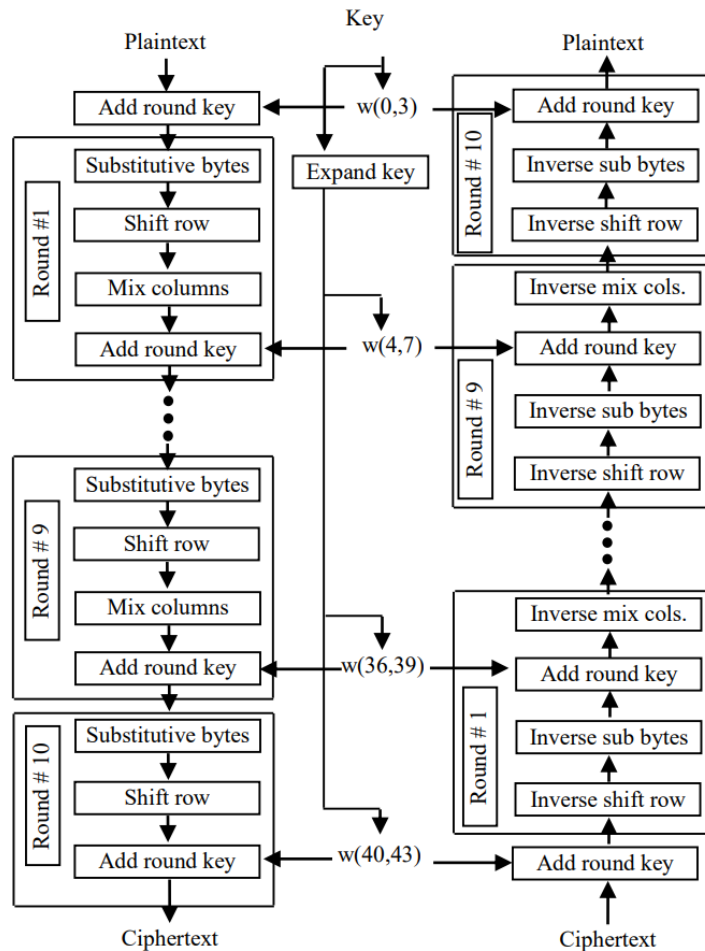 Key
Plaintext
Add round key
Substitutive bytes
Shift row
Mix columns
Add round key
Round #1
Substitutive bytes
Shift row
Mix columns
Add round key
Round # 9
Substitutive bytes
Shift row
Add round key
Round # 10
Ciphertext
w(0,3)
Expand key
w(4,7)
w(36,39)
w(40,43)
Plaintext
Add round key
Inverse sub bytes
Inverse shift row
Round # 10
Inverse mix cols.
Add round key
Inverse sub bytes
Inverse shift row
Round # 9
Inverse mix cols.
Add round key
Inverse sub bytes
Inverse shift row
Round # 1
Add round key
Ciphertext